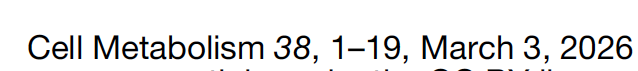 Cell Metabolism 38, 1–19, March 3, 2026